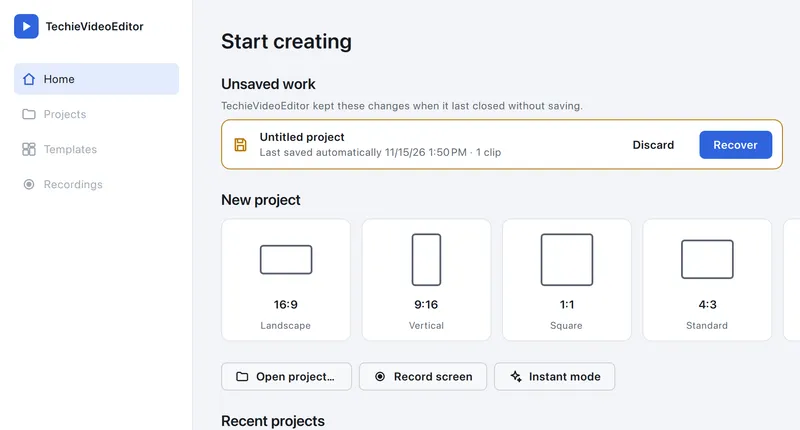 TechieVideoEditor
Home
Projects
Templates
Recordings
Start creating
Unsaved work
TechieVideoEditor kept these changes when it last closed without saving.
Untitled project
Last saved automatically 11/15/26 1:50 PM · 1 clip
Discard
Recover
New project
16:9
Landscape
9:16
Vertical
1:1
Square
4:3
Standard
Open project…
Record screen
Instant mode
Recent projects